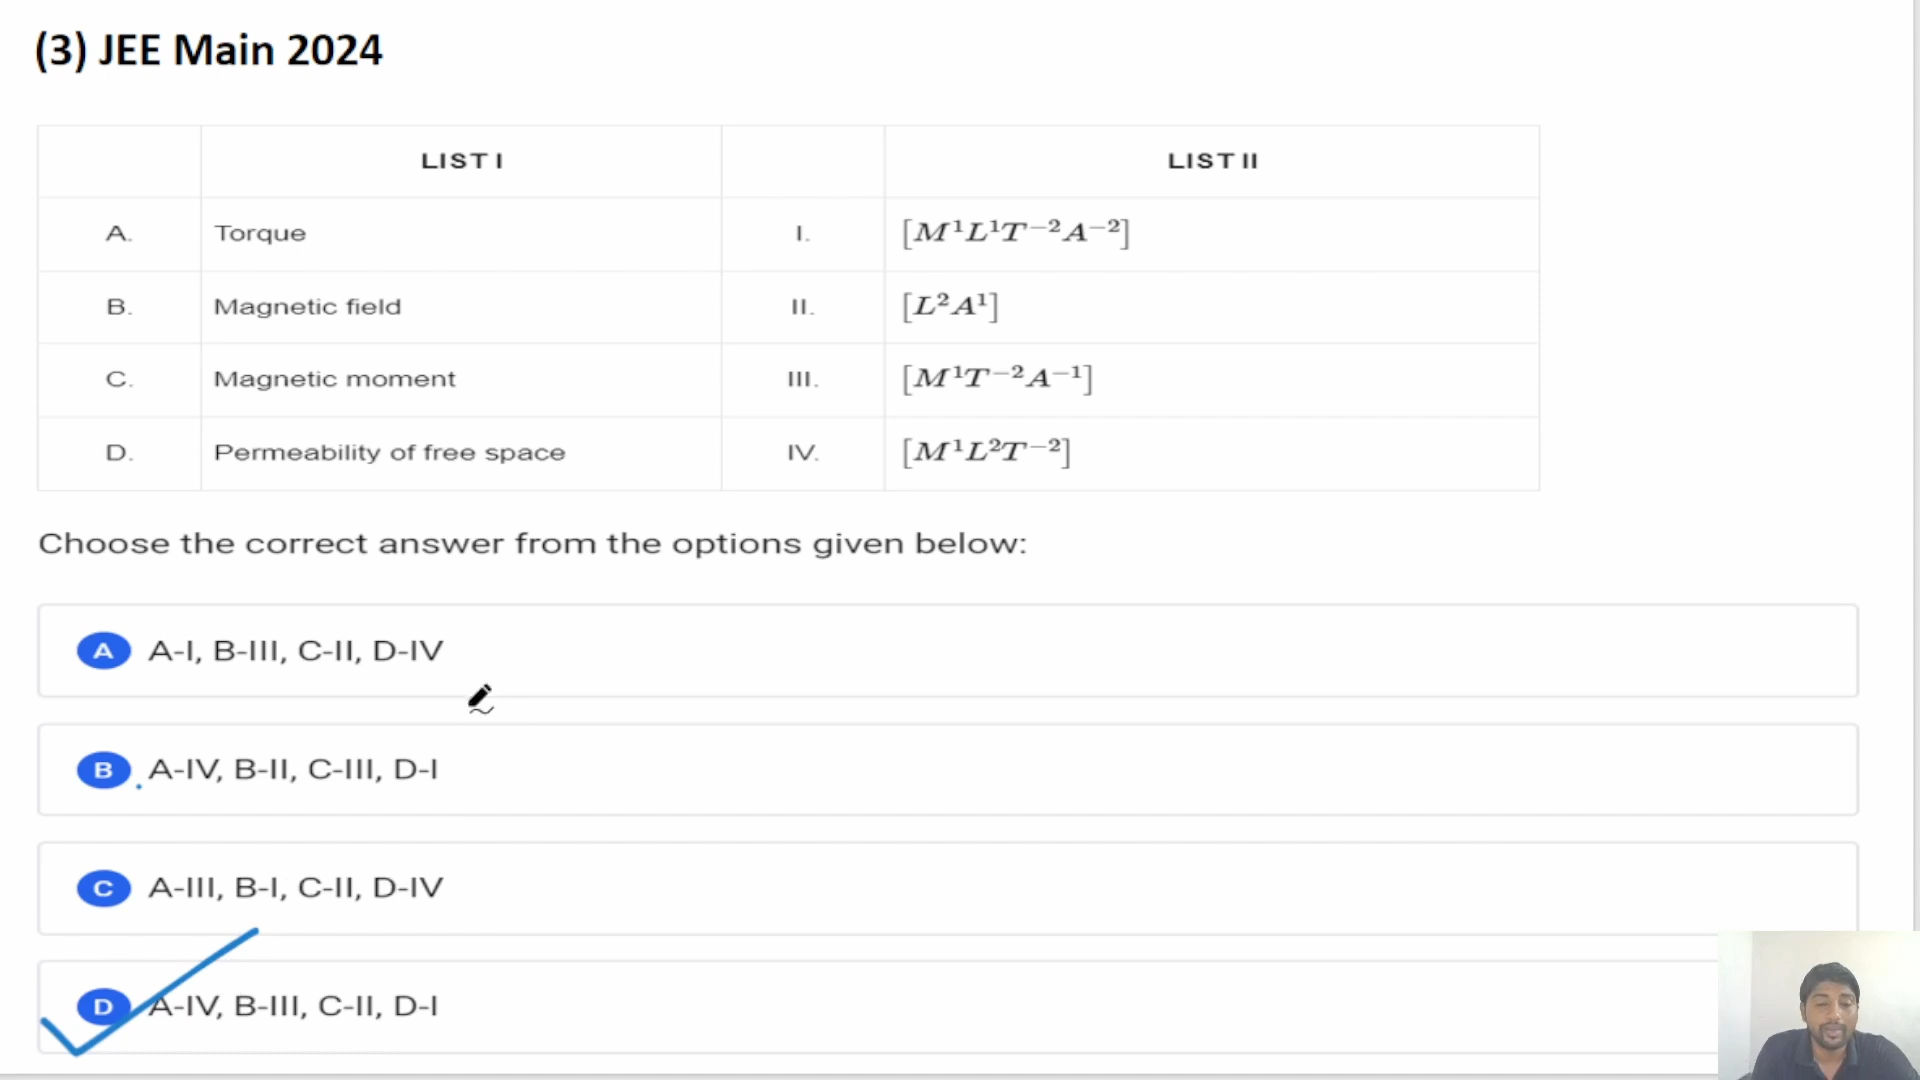 (3) JEE Main 2024
LIST I LIST II
A. Torque I. [M¹L¹T⁻²A⁻²]
B. Magnetic field II. [L²A¹]
C. Magnetic moment III. [M¹T⁻²A⁻¹]
D. Permeability of free space IV. [M¹L²T⁻²]
Choose the correct answer from the options given below:
A A-I, B-III, C-II, D-IV
B A-IV, B-II, C-III, D-I
C A-III, B-I, C-II, D-IV
D A-IV, B-III, C-II, D-I